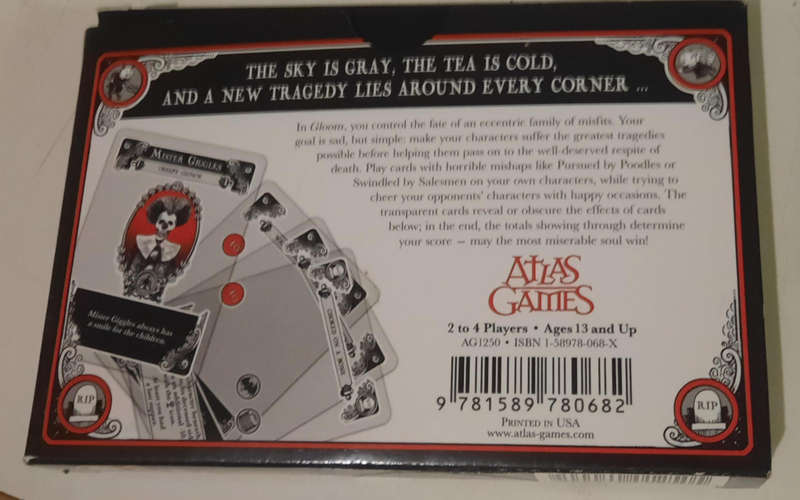 THE SKY IS GRAY, THE TEA IS COLD,
AND A NEW TRAGEDY LIES AROUND EVERY CORNER ...
In Gloom, you control the fate of an eccentric family of misfits. Your
goal is sad, but simple: make your characters suffer the greatest tragedies
possible before helping them pass on to the well-deserved respite of
death. Play cards with horrible mishaps like Pursued by Poodles or
Swindled by Salesmen on your own characters, while trying to
cheer your opponents' characters with happy occasions. The
transparent cards reveal or obscure the effects of cards
below; in the end, the totals showing through determine
your score — may the most miserable soul win!
MISTER GIGGLES
CREEPY CLOWN
Mister Giggles always has
a smile for the children.
ATLAS
GAMES
2 to 4 Players • Ages 13 and Up
AG1250 • ISBN 1-58978-068-X
9 781589 780682
PRINTED IN USA
www.atlas-games.com
RIP
RIP